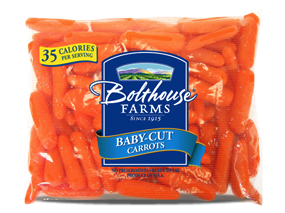 35 CALORIES
PER SERVING
Bolthouse
FARMS
SINCE 1915
BABY-CUT
CARROTS